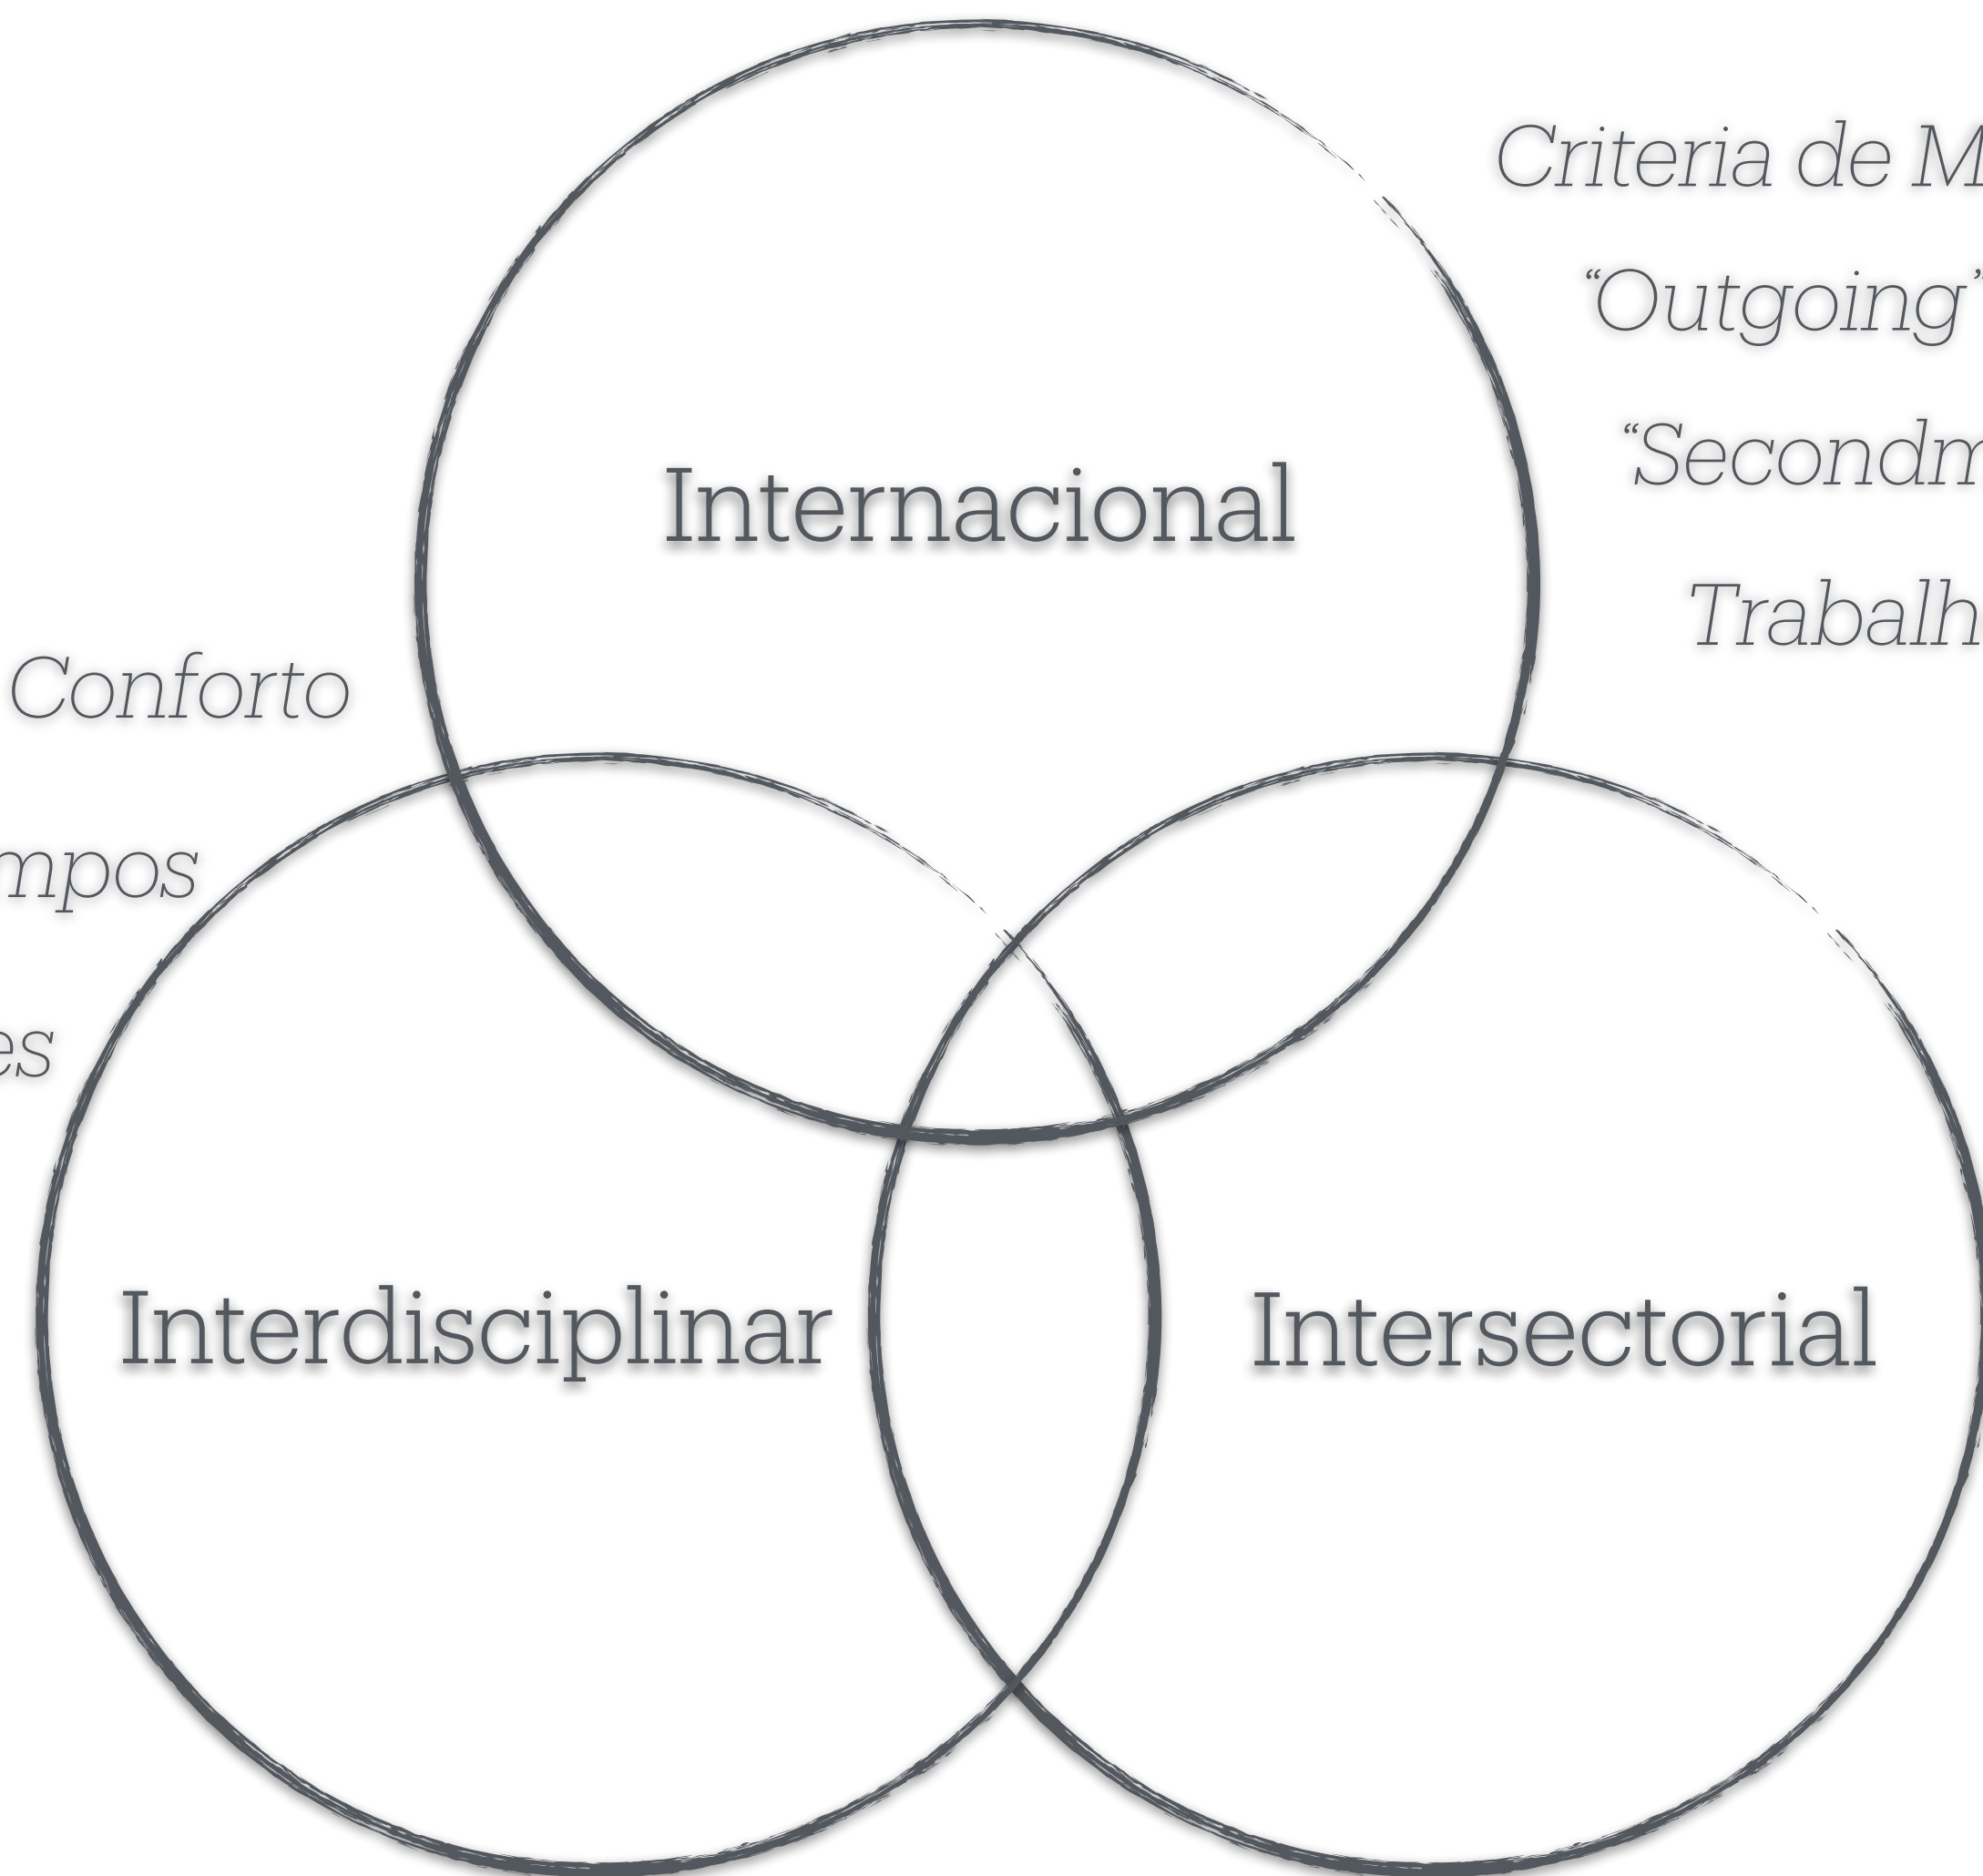 Criteria de M
“Outgoing”
“Secondm
Internacional
Trabalh
Conforto
mpos
es
Interdisciplinar
Intersectorial